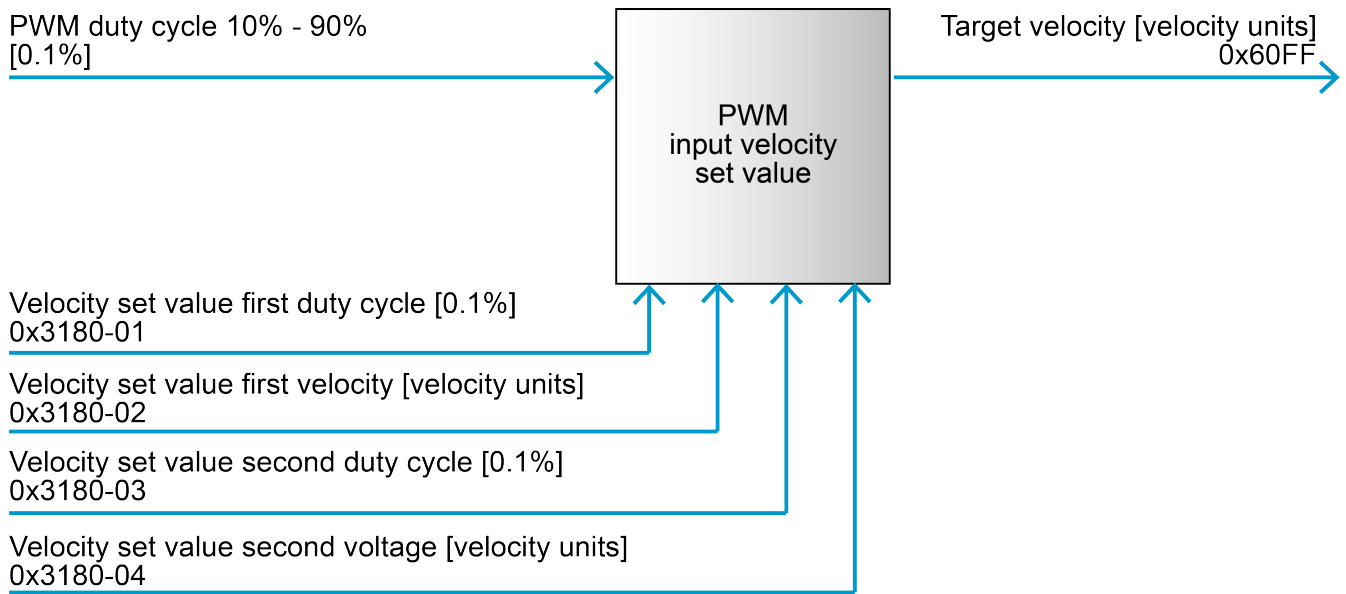 PWM duty cycle 10% - 90%
[0.1%]
Target velocity [velocity units]
0x60FF
PWM
input velocity
set value
Velocity set value first duty cycle [0.1%]
0x3180-01
Velocity set value first velocity [velocity units]
0x3180-02
Velocity set value second duty cycle [0.1%]
0x3180-03
Velocity set value second voltage [velocity units]
0x3180-04